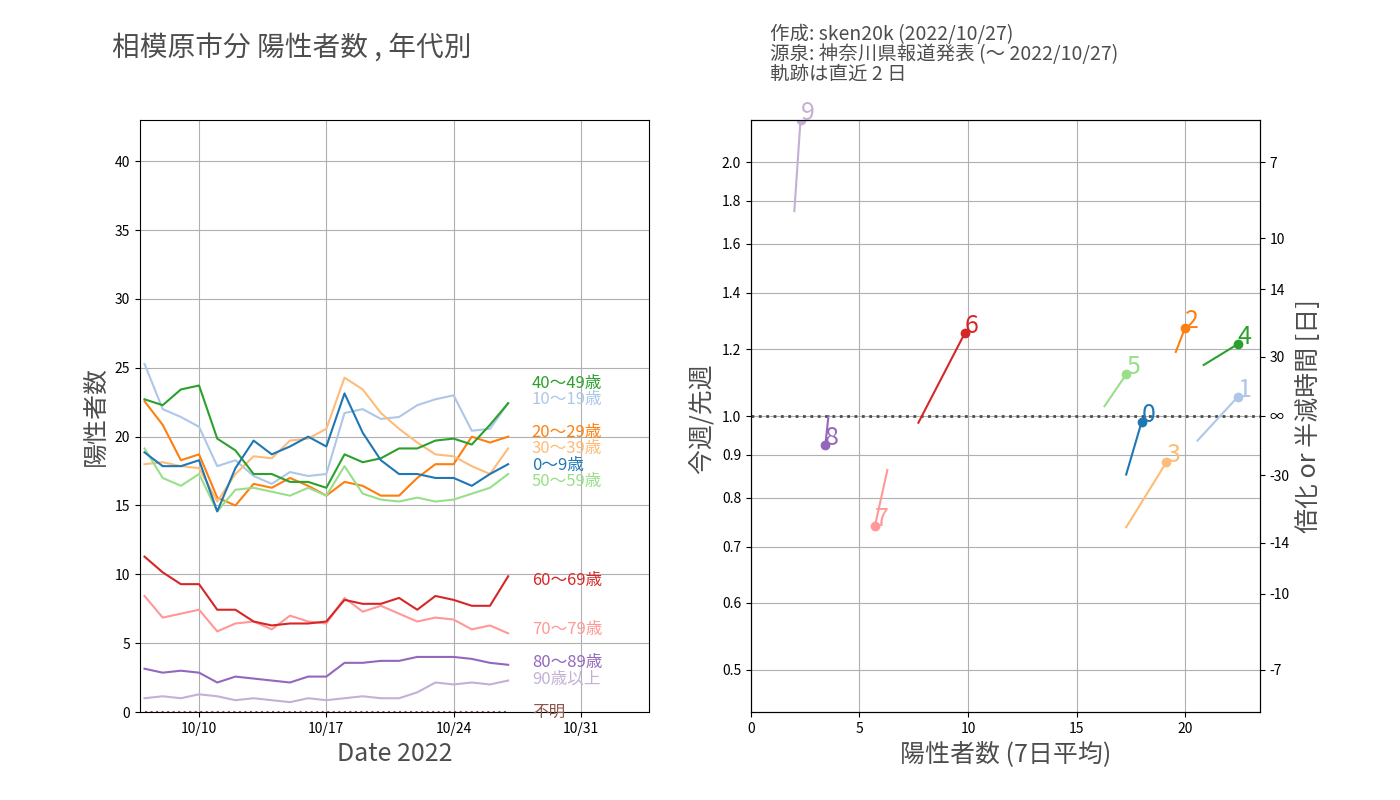 相模原市分 陽性者数 , 年代別
作成: sken20k (2022/10/27)
源泉: 神奈川県報道発表 (〜 2022/10/27)
軌跡は直近 2 日
陽性者数
40
35
30
25
20
15
10
5
0
10/10
10/17
10/24
10/31
Date 2022
40〜49歳
10〜19歳
20〜29歳
30〜39歳
0〜9歳
50〜59歳
60〜69歳
70〜79歳
80〜89歳
90歳以上
不明
今週/先週
2.0
1.8
1.6
1.4
1.2
1.0
0.9
0.8
0.7
0.6
0.5
0
5
10
15
20
陽性者数 (7日平均)
9
6
2
4
5
1
0
8
3
7
7
10
14
30
∞
-30
-14
-10
-7
倍化 or 半減時間 [日]